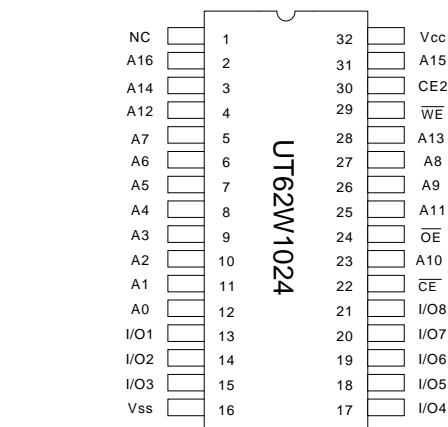 NC 1 32 Vcc
A16 2 31 A15
A14 3 30 CE2
A12 4 29 WE
A7 5 28 A13
A6 6 27 A8
A5 7 26 A9
A4 8 25 A11
A3 9 24 OE
A2 10 23 A10
A1 11 22 CE
A0 12 21 I/O8
I/O1 13 20 I/O7
I/O2 14 19 I/O6
I/O3 15 18 I/O5
Vss 16 17 I/O4
UT62W1024